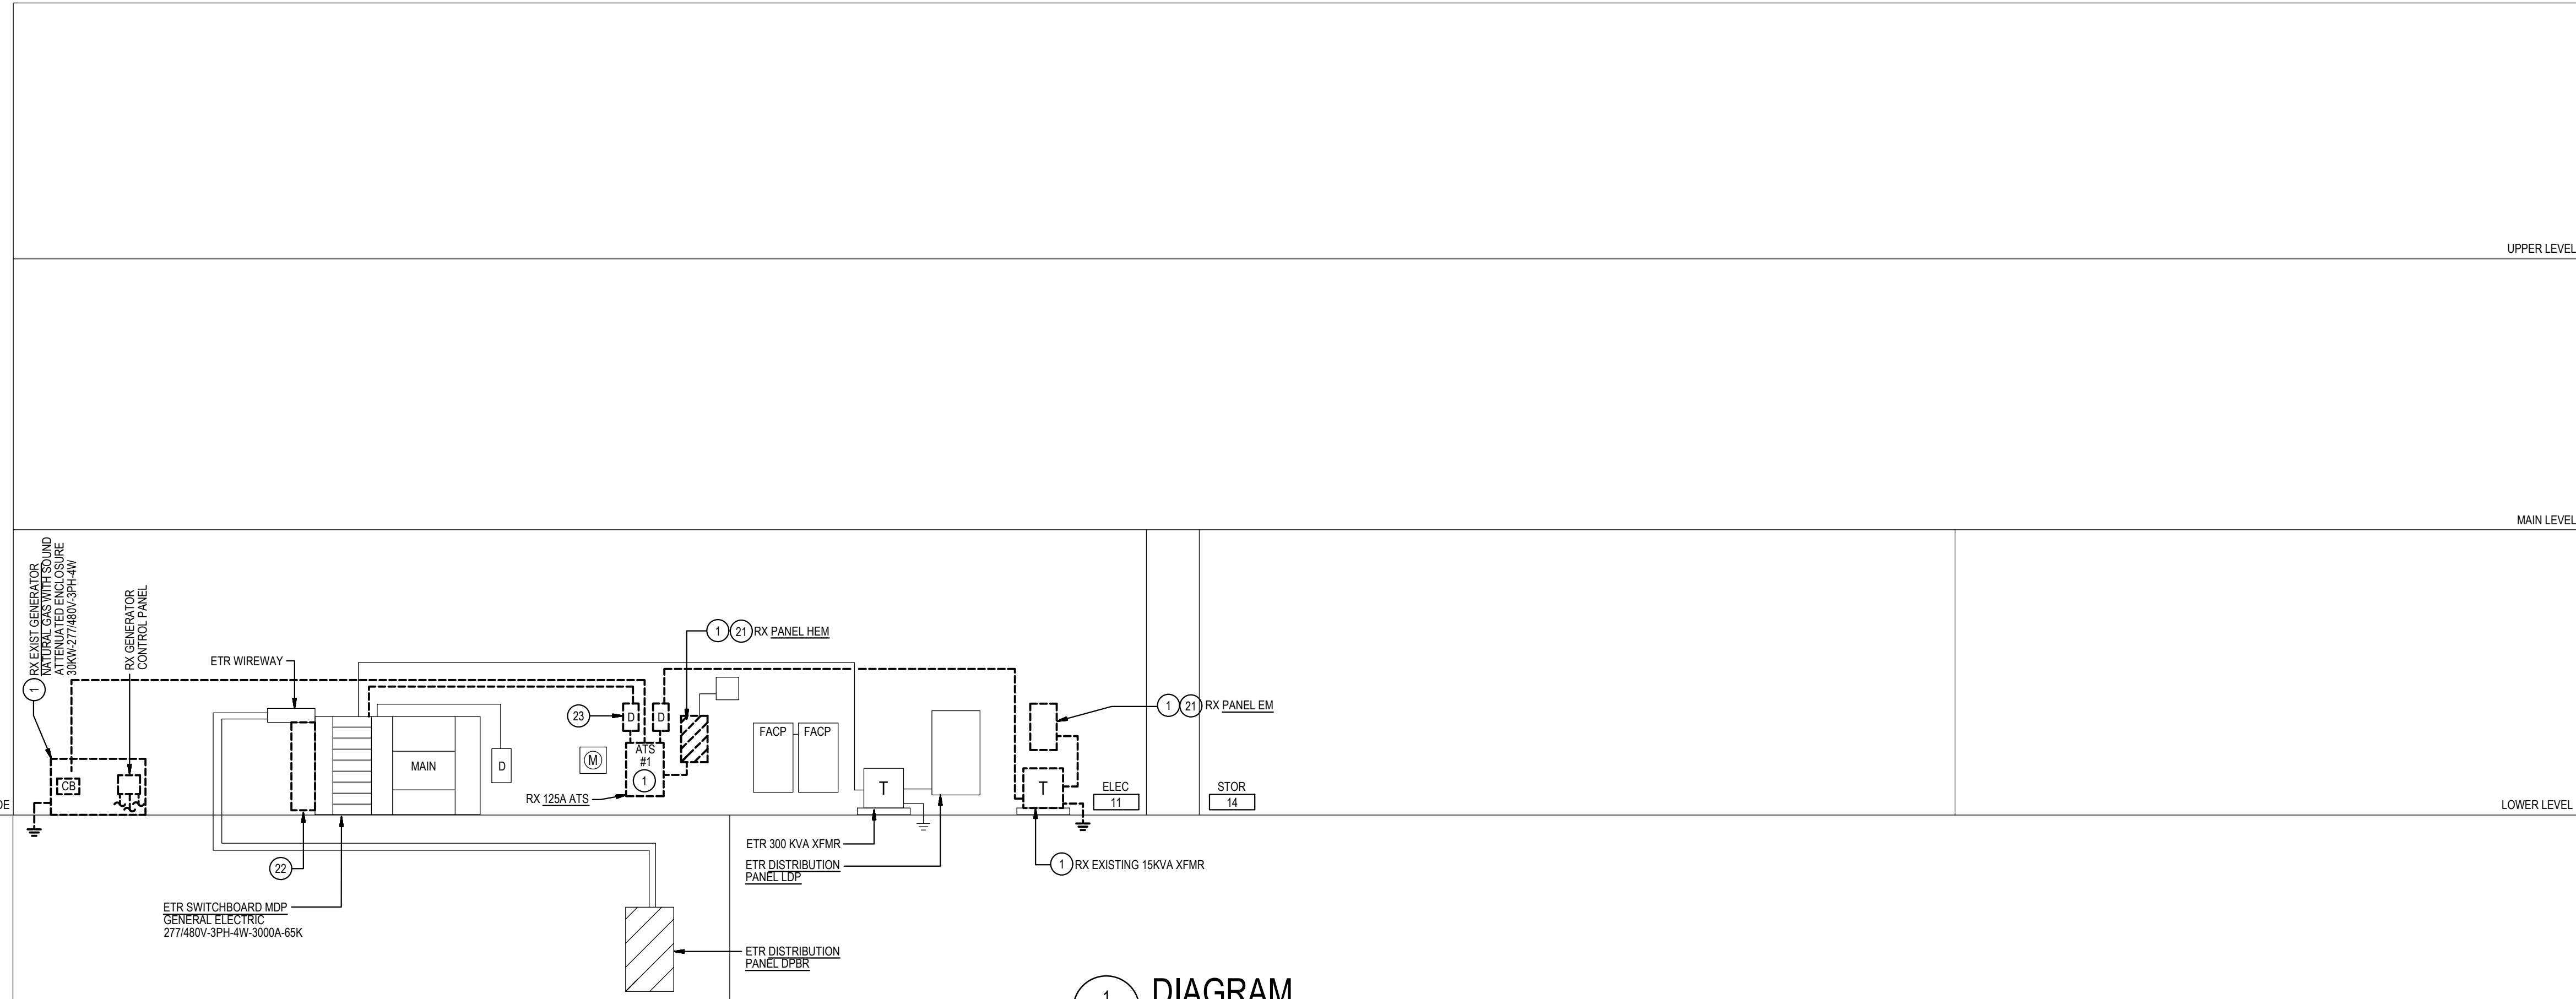 UPPER LEVEL
MAIN LEVEL
RX EXIST GENERATOR
NATURAL GAS WITH SOUND
ATTENUATED ENCLOSURE
30KW-277/480V-3PH-4W
1
RX GENERATOR
CONTROL PANEL
ETR WIREWAY
1 21 RX PANEL HEM
23
D
D
1 21 RX PANEL EM
FACP
FACP
ATS
#1
1
M
MAIN
D
CB
T
T
ELEC
11
STOR
14
RX 125A ATS
LOWER LEVEL
ETR 300 KVA XFMR
ETR DISTRIBUTION
PANEL LDP
1 RX EXISTING 15KVA XFMR
22
ETR SWITCHBOARD MDP
GENERAL ELECTRIC
277/480V-3PH-4W-3000A-65K
ETR DISTRIBUTION
PANEL DPBR
1
DIAGRAM